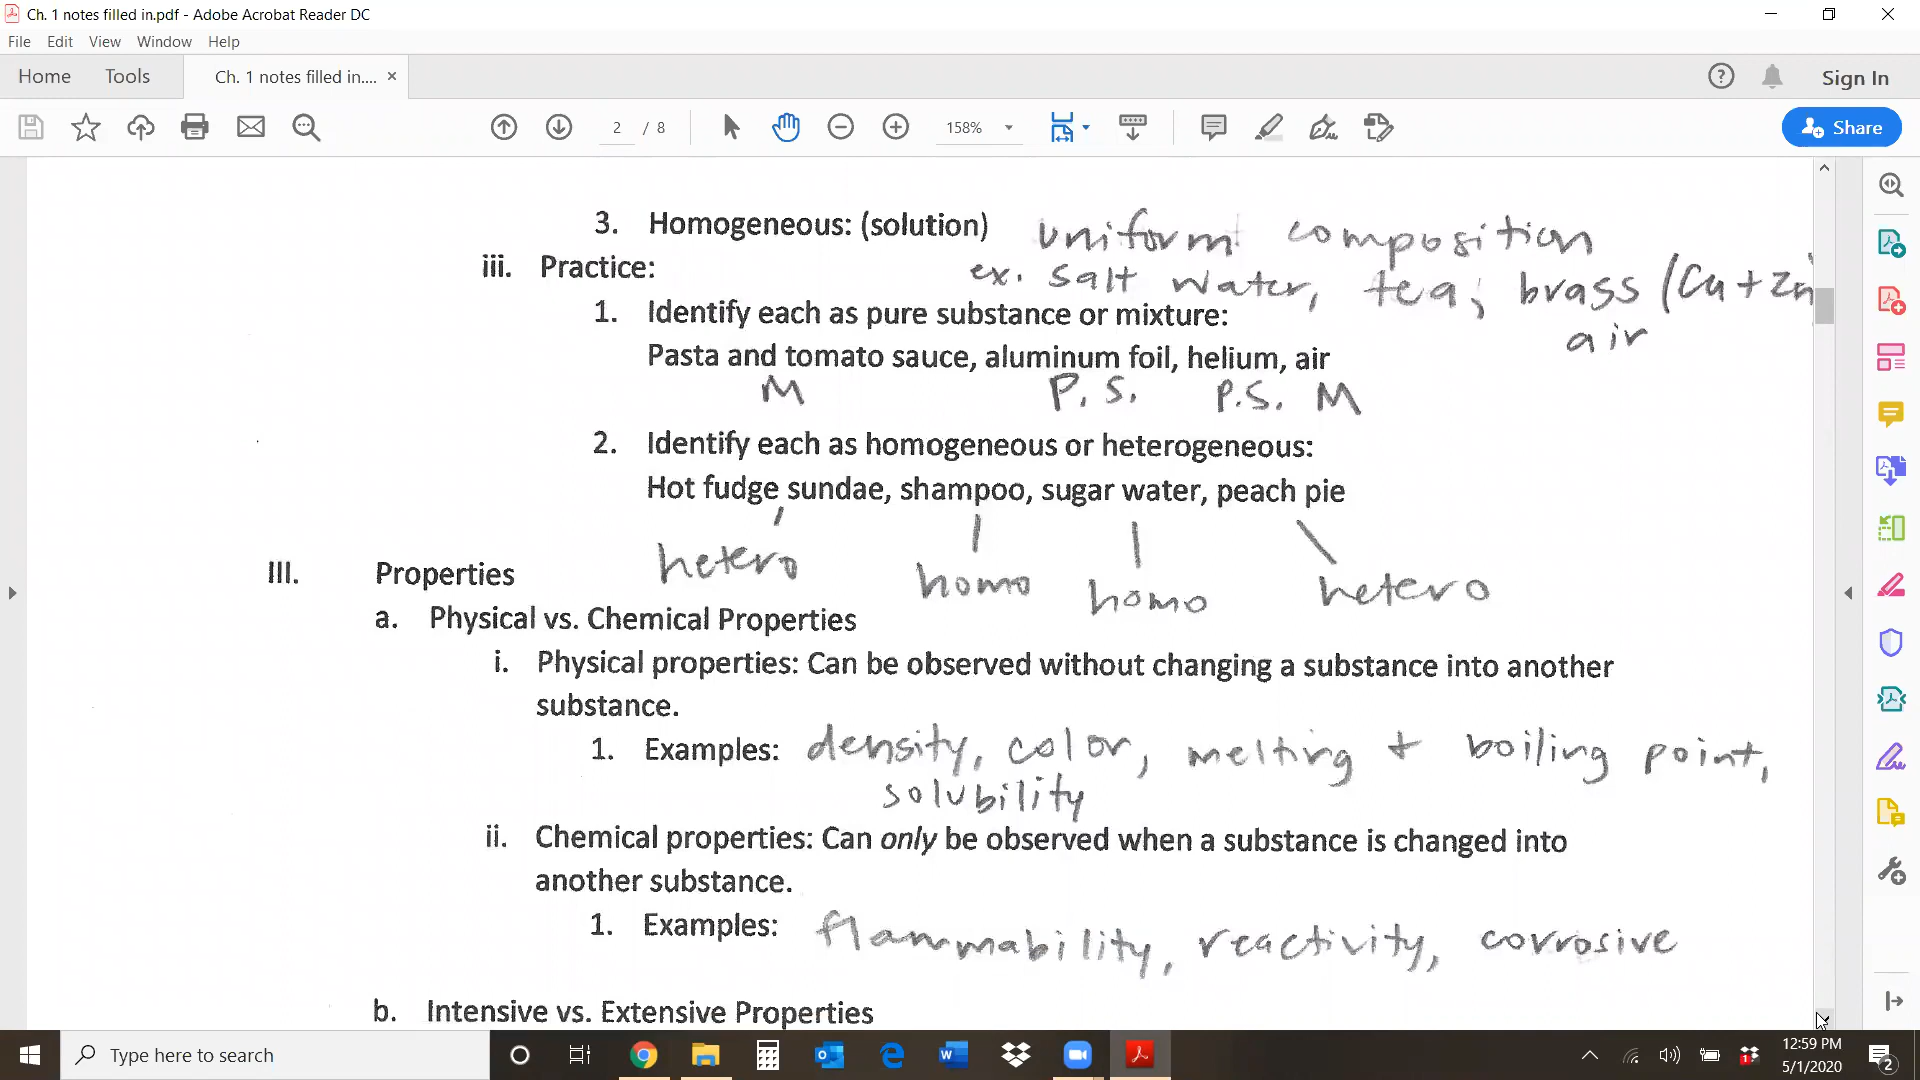 Ch. 1 notes filled in.pdf - Adobe Acrobat Reader DC
File Edit View Window Help
Home Tools Ch. 1 notes filled in.... × Sign In
2 / 8 158% Share
3. Homogeneous: (solution) uniform composition
iii. Practice: ex. salt water, tea, brass (Cu + Zn)
1. Identify each as pure substance or mixture: air
Pasta and tomato sauce, aluminum foil, helium, air
M P.S. P.S. M
2. Identify each as homogeneous or heterogeneous:
Hot fudge sundae, shampoo, sugar water, peach pie
hetero homo homo hetero
III. Properties
a. Physical vs. Chemical Properties
i. Physical properties: Can be observed without changing a substance into another
substance.
1. Examples: density, color, melting + boiling point,
solubility
ii. Chemical properties: Can only be observed when a substance is changed into
another substance.
1. Examples: flammability, reactivity, corrosive
b. Intensive vs. Extensive Properties
Type here to search
12:59 PM
5/1/2020
2